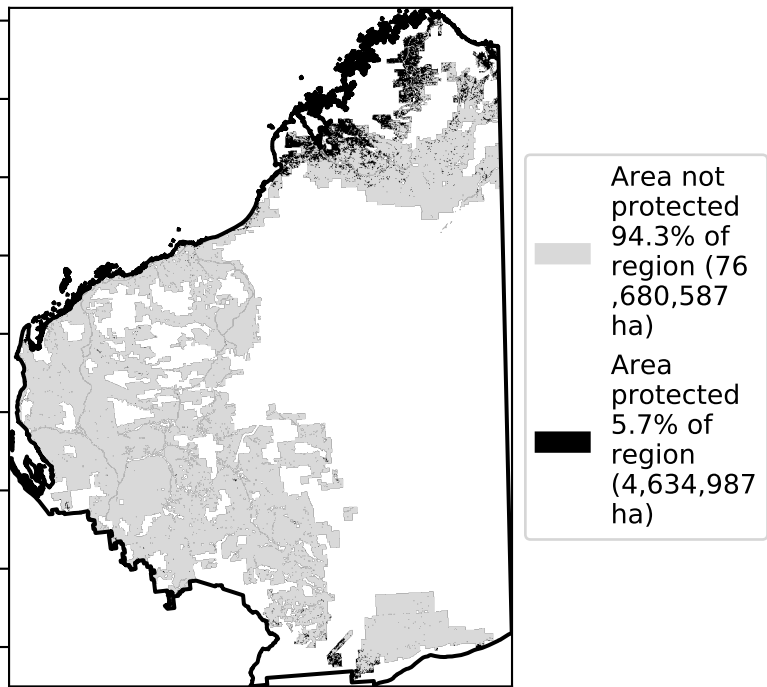 Area not
protected
94.3% of
region (76
,680,587
ha)
Area
protected
5.7% of
region
(4,634,987
ha)